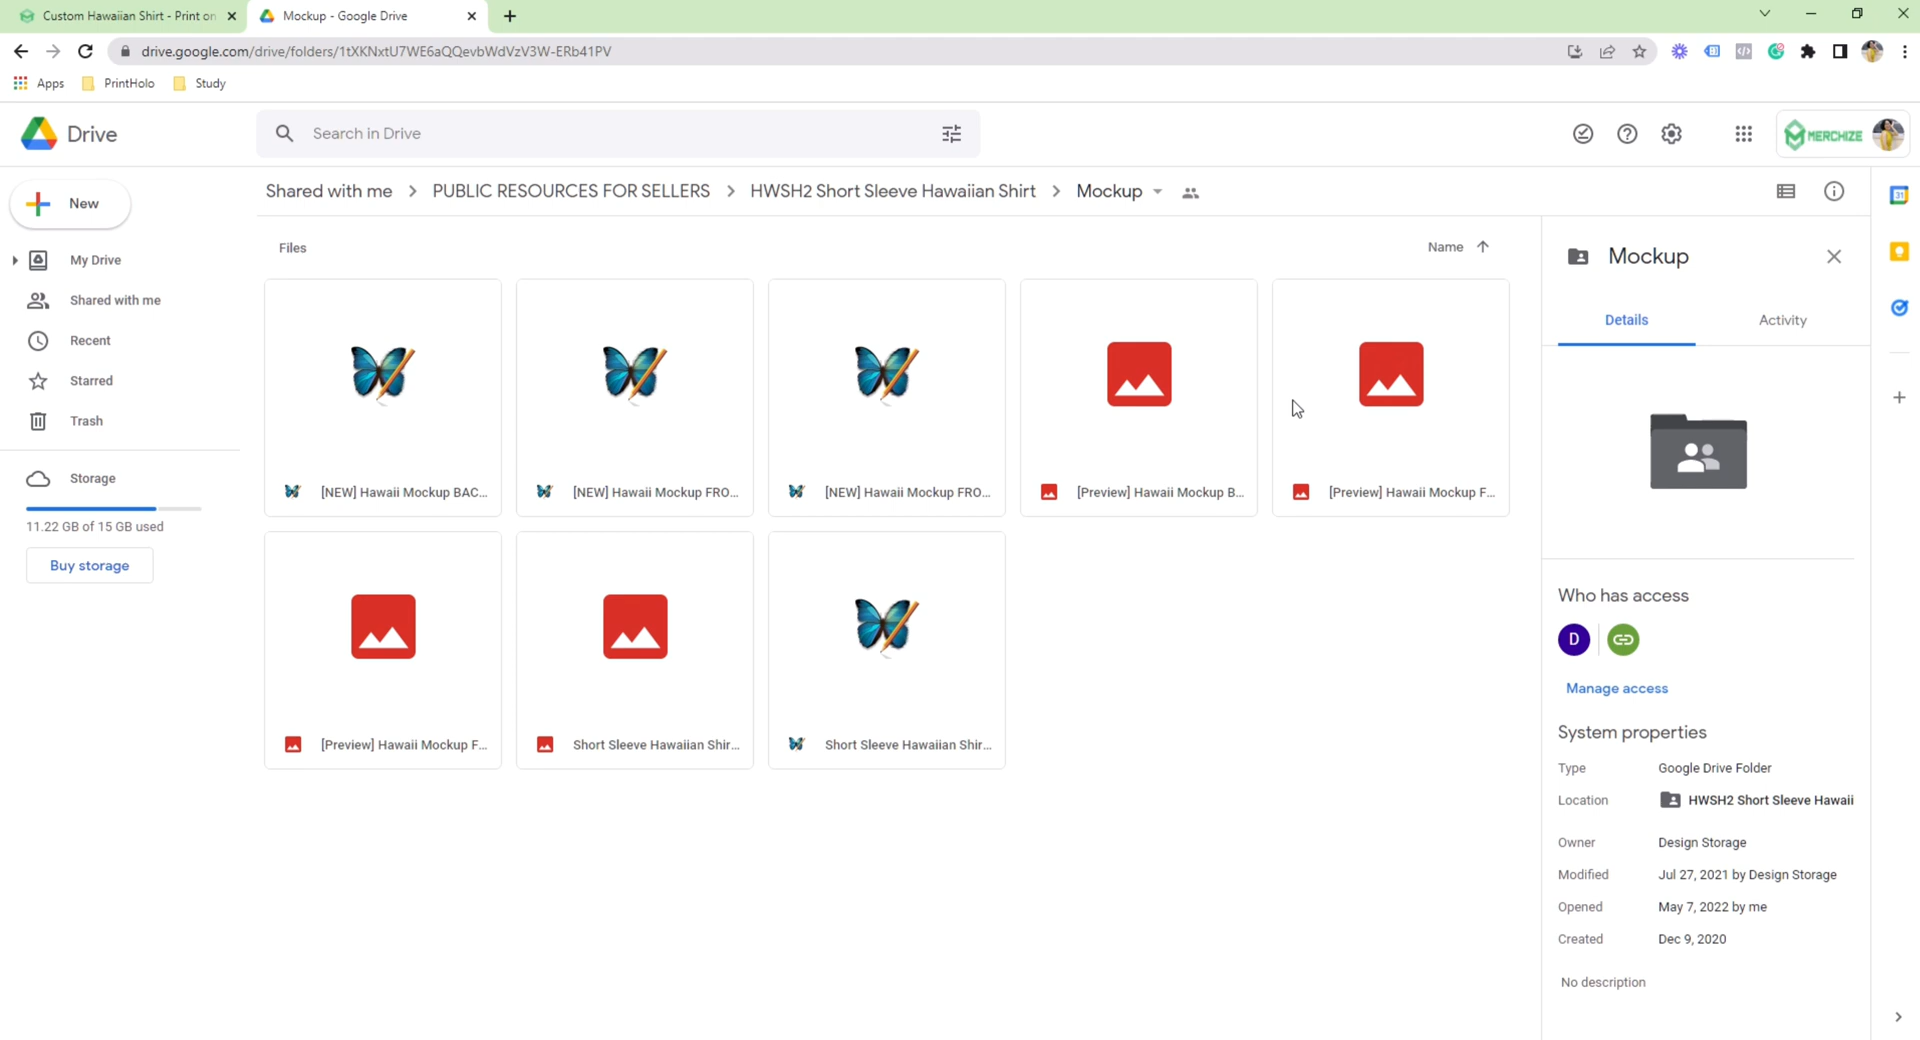 Custom Hawaiian Shirt - Print on
Mockup - Google Drive
drive.google.com/drive/folders/1tXKNxtU7WE6aQQevbWdVzV3W-ERb41PV
Apps
PrintHolo
Study
Drive
Search in Drive
MERCHIZE
New
My Drive
Shared with me
Recent
Starred
Trash
Storage
11.22 GB of 15 GB used
Buy storage
Shared with me
PUBLIC RESOURCES FOR SELLERS
HWSH2 Short Sleeve Hawaiian Shirt
Mockup
Files
Name
[NEW] Hawaii Mockup BAC...
[NEW] Hawaii Mockup FRO...
[NEW] Hawaii Mockup FRO...
[Preview] Hawaii Mockup B...
[Preview] Hawaii Mockup F...
[Preview] Hawaii Mockup F...
Short Sleeve Hawaiian Shir...
Short Sleeve Hawaiian Shir...
Mockup
Details
Activity
Who has access
D
Manage access
System properties
Type Google Drive Folder
Location HWSH2 Short Sleeve Hawaii
Owner Design Storage
Modified Jul 27, 2021 by Design Storage
Opened May 7, 2022 by me
Created Dec 9, 2020
No description
31